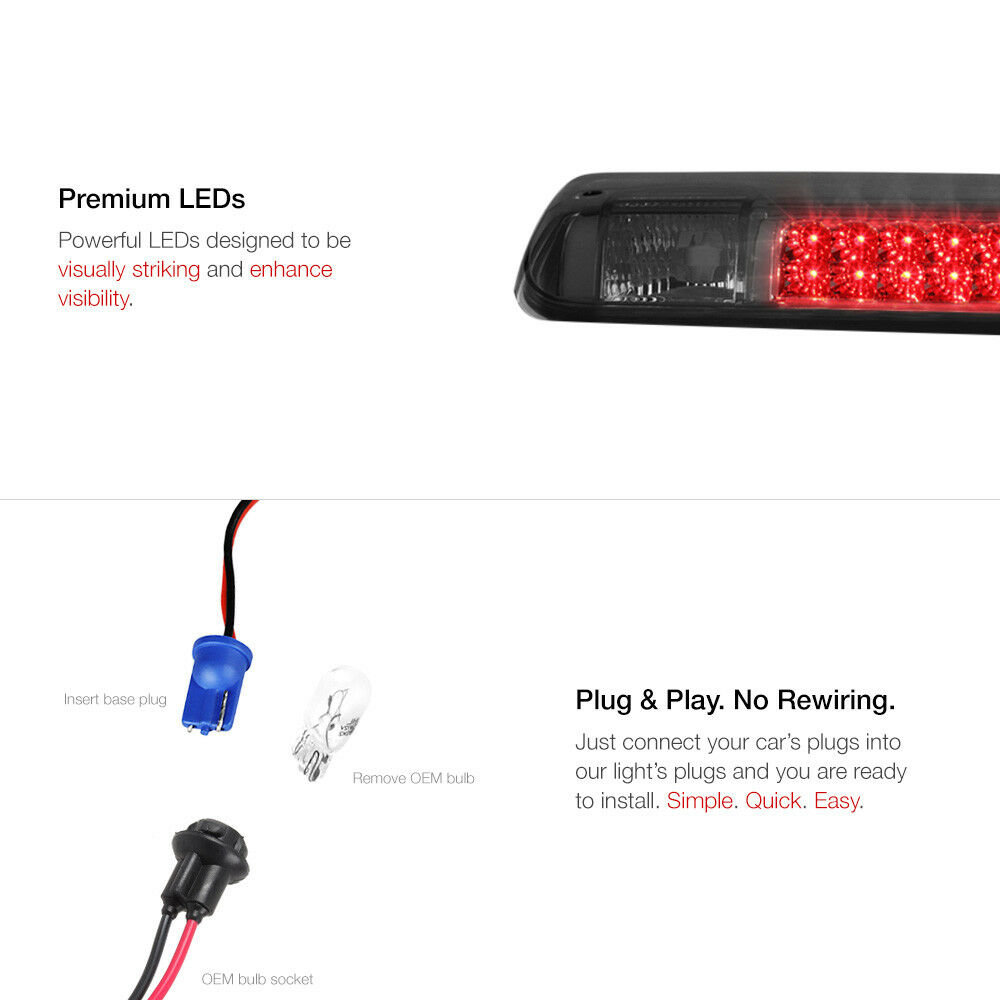 Premium LEDs
Powerful LEDs designed to be
visually striking and enhance
visibility.
Insert base plug
Remove OEM bulb
OEM bulb socket
Plug & Play. No Rewiring.
Just connect your car's plugs into
our light's plugs and you are ready
to install. Simple. Quick. Easy.